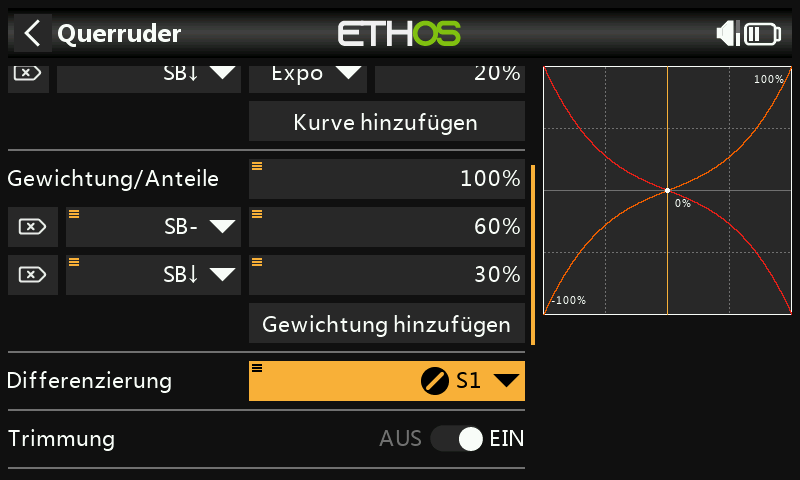 Querruder
ETHOS
SB↓ Expo 20%
Kurve hinzufügen
Gewichtung/Anteile 100%
SB- 60%
SB↓ 30%
Gewichtung hinzufügen
Differenzierung S1
Trimmung AUS EIN
100%
0%
-100%